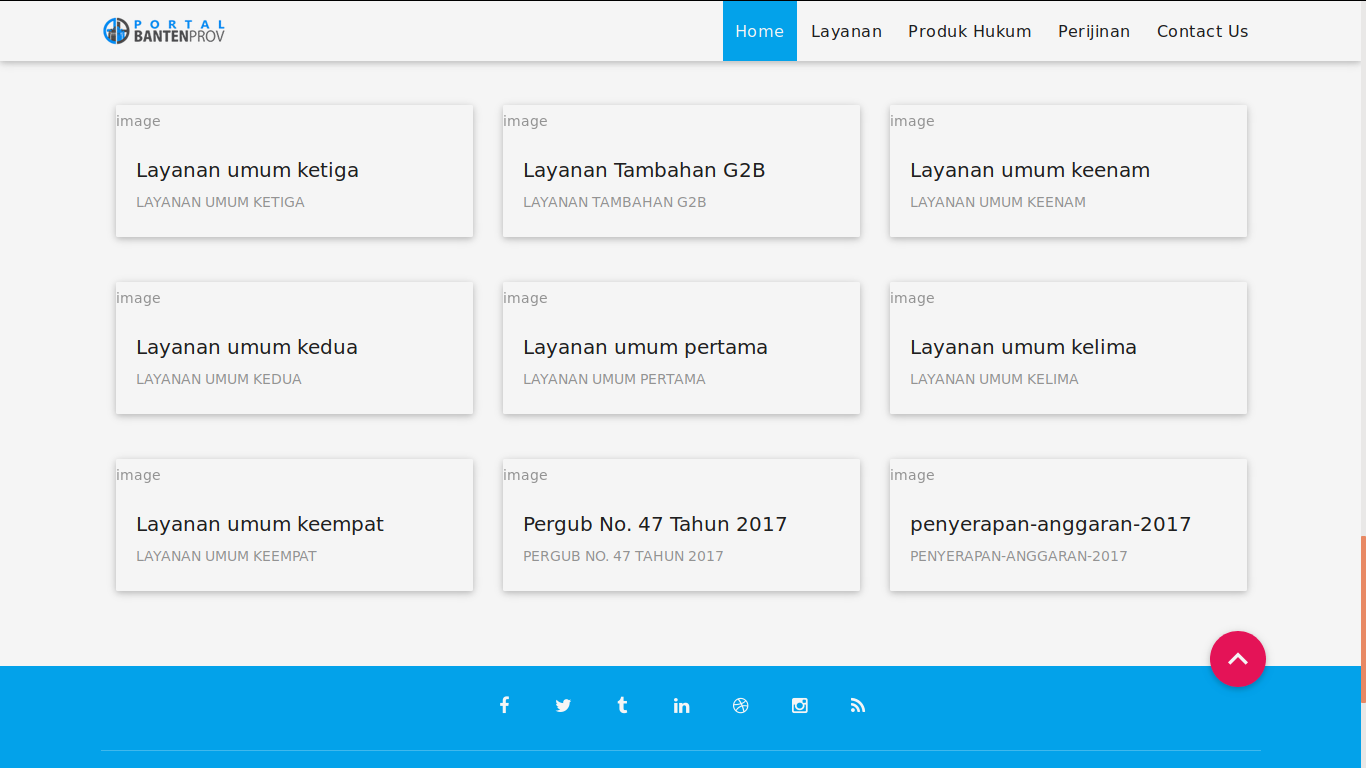 PORTAL
BANTENPROV
Home Layanan Produk Hukum Perijinan Contact Us
image image image
Layanan umum ketiga Layanan Tambahan G2B Layanan umum keenam
LAYANAN UMUM KETIGA LAYANAN TAMBAHAN G2B LAYANAN UMUM KEENAM
image image image
Layanan umum kedua Layanan umum pertama Layanan umum kelima
LAYANAN UMUM KEDUA LAYANAN UMUM PERTAMA LAYANAN UMUM KELIMA
image image image
Layanan umum keempat Pergub No. 47 Tahun 2017 penyerapan-anggaran-2017
LAYANAN UMUM KEEMPAT PERGUB NO. 47 TAHUN 2017 PENYERAPAN-ANGGARAN-2017